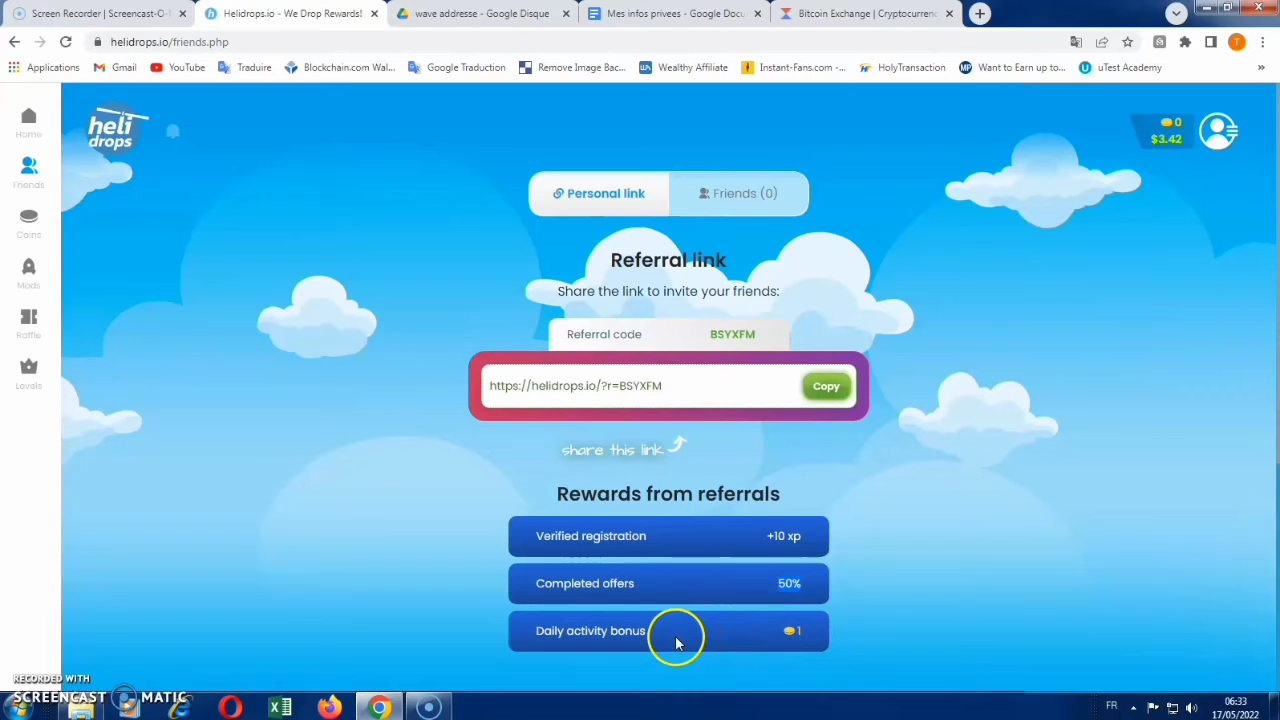 Screen Recorder | Screencast-O-
Helidrops.io - We Drop Rewards!
wave adresse - Google Disque
Mes infos privees - Google Docu
Bitcoin Exchange | Cryptocurrenc
helidrops.io/friends.php
Applications
Gmail
YouTube
Traduire
Blockchain.com Wal...
Google Traduction
Remove Image Bac...
Wealthy Affiliate
Instant-Fans.com -...
HolyTransaction
Want to Earn up to...
uTest Academy
»
Home
Friends
Coins
Mods
Raffle
Levels
heli
drops
0
$3.42
Personal link
Friends (0)
Referral link
Share the link to invite your friends:
Referral code BSYXFM
https://helidrops.io/?r=BSYXFM
Copy
share this link
Rewards from referrals
Verified registration +10 xp
Completed offers 50%
Daily activity bonus 1
RECORDED WITH
SCREENCAST MATIC
FR
06:33
17/05/2022